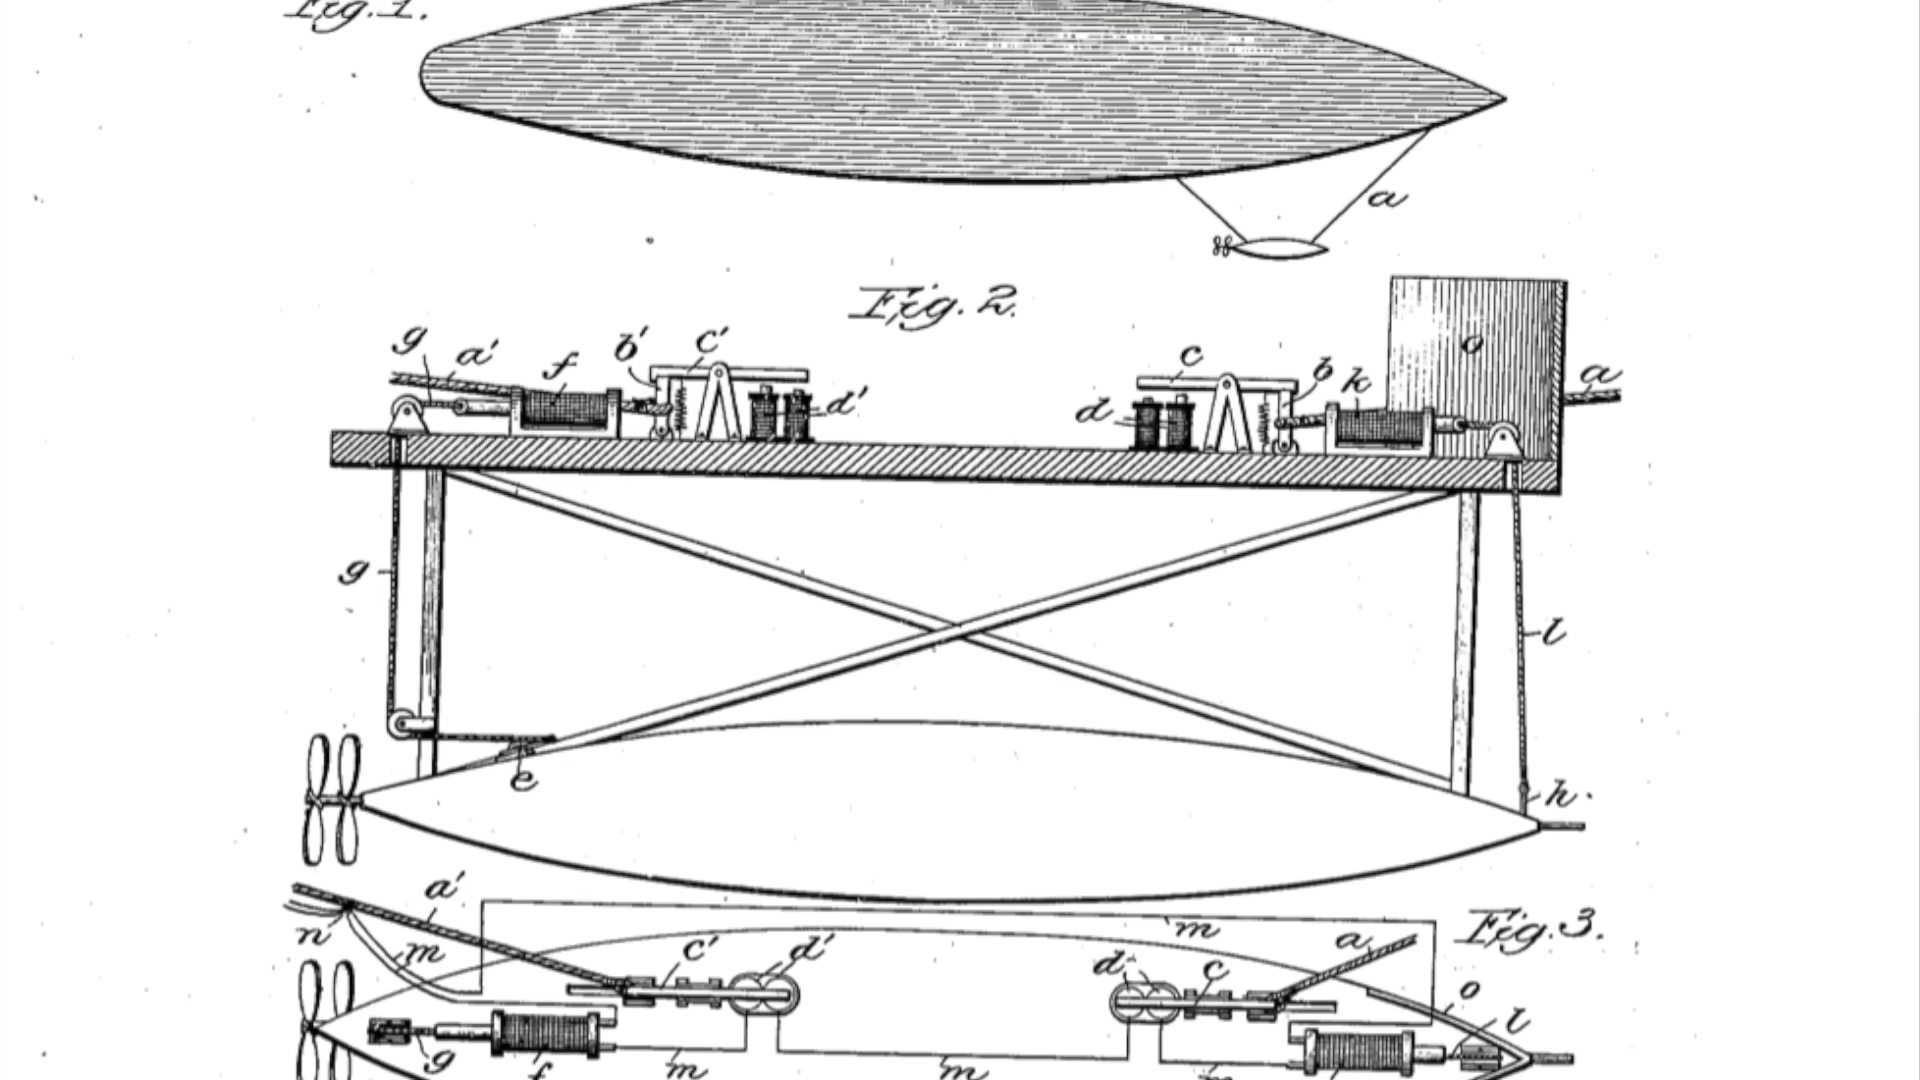 Fig. 1.
a
Fig. 2.
g a' f b' c' d' d c b k o a
g
l
e
h
a' m Fig. 3.
n m c' d' d c a o l
g f m m m